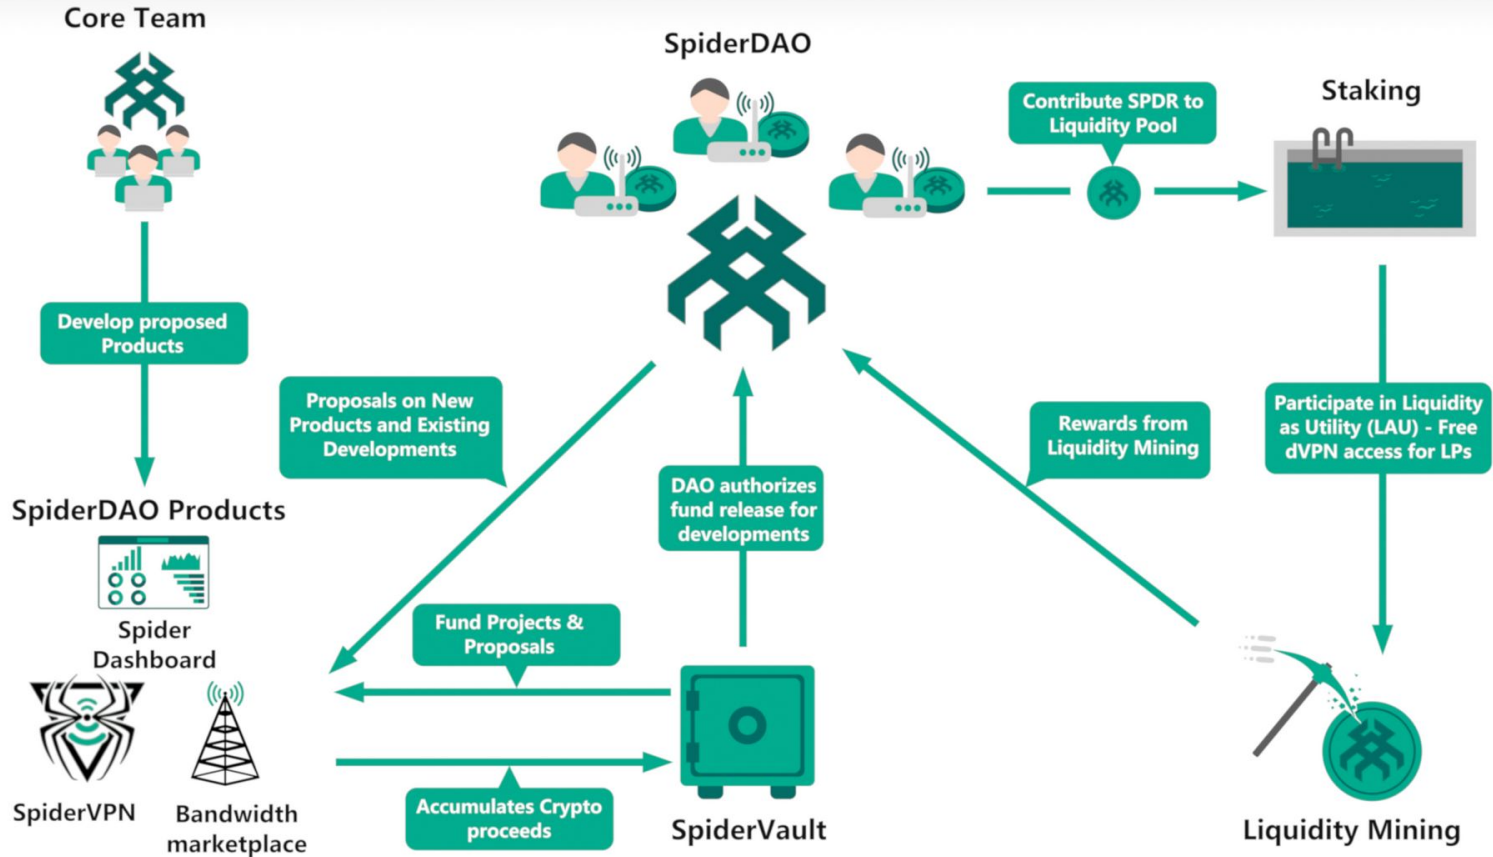 Core Team
SpiderDAO
Contribute SPDR to
Liquidity Pool
Staking
Develop proposed
Products
Proposals on New
Products and Existing
Developments
DAO authorizes
fund release for
developments
Rewards from
Liquidity Mining
Participate in Liquidity
as Utility (LAU) - Free
dVPN access for LPs
SpiderDAO Products
Spider
Dashboard
Fund Projects &
Proposals
SpiderVPN
Bandwidth
marketplace
Accumulates Crypto
proceeds
SpiderVault
Liquidity Mining